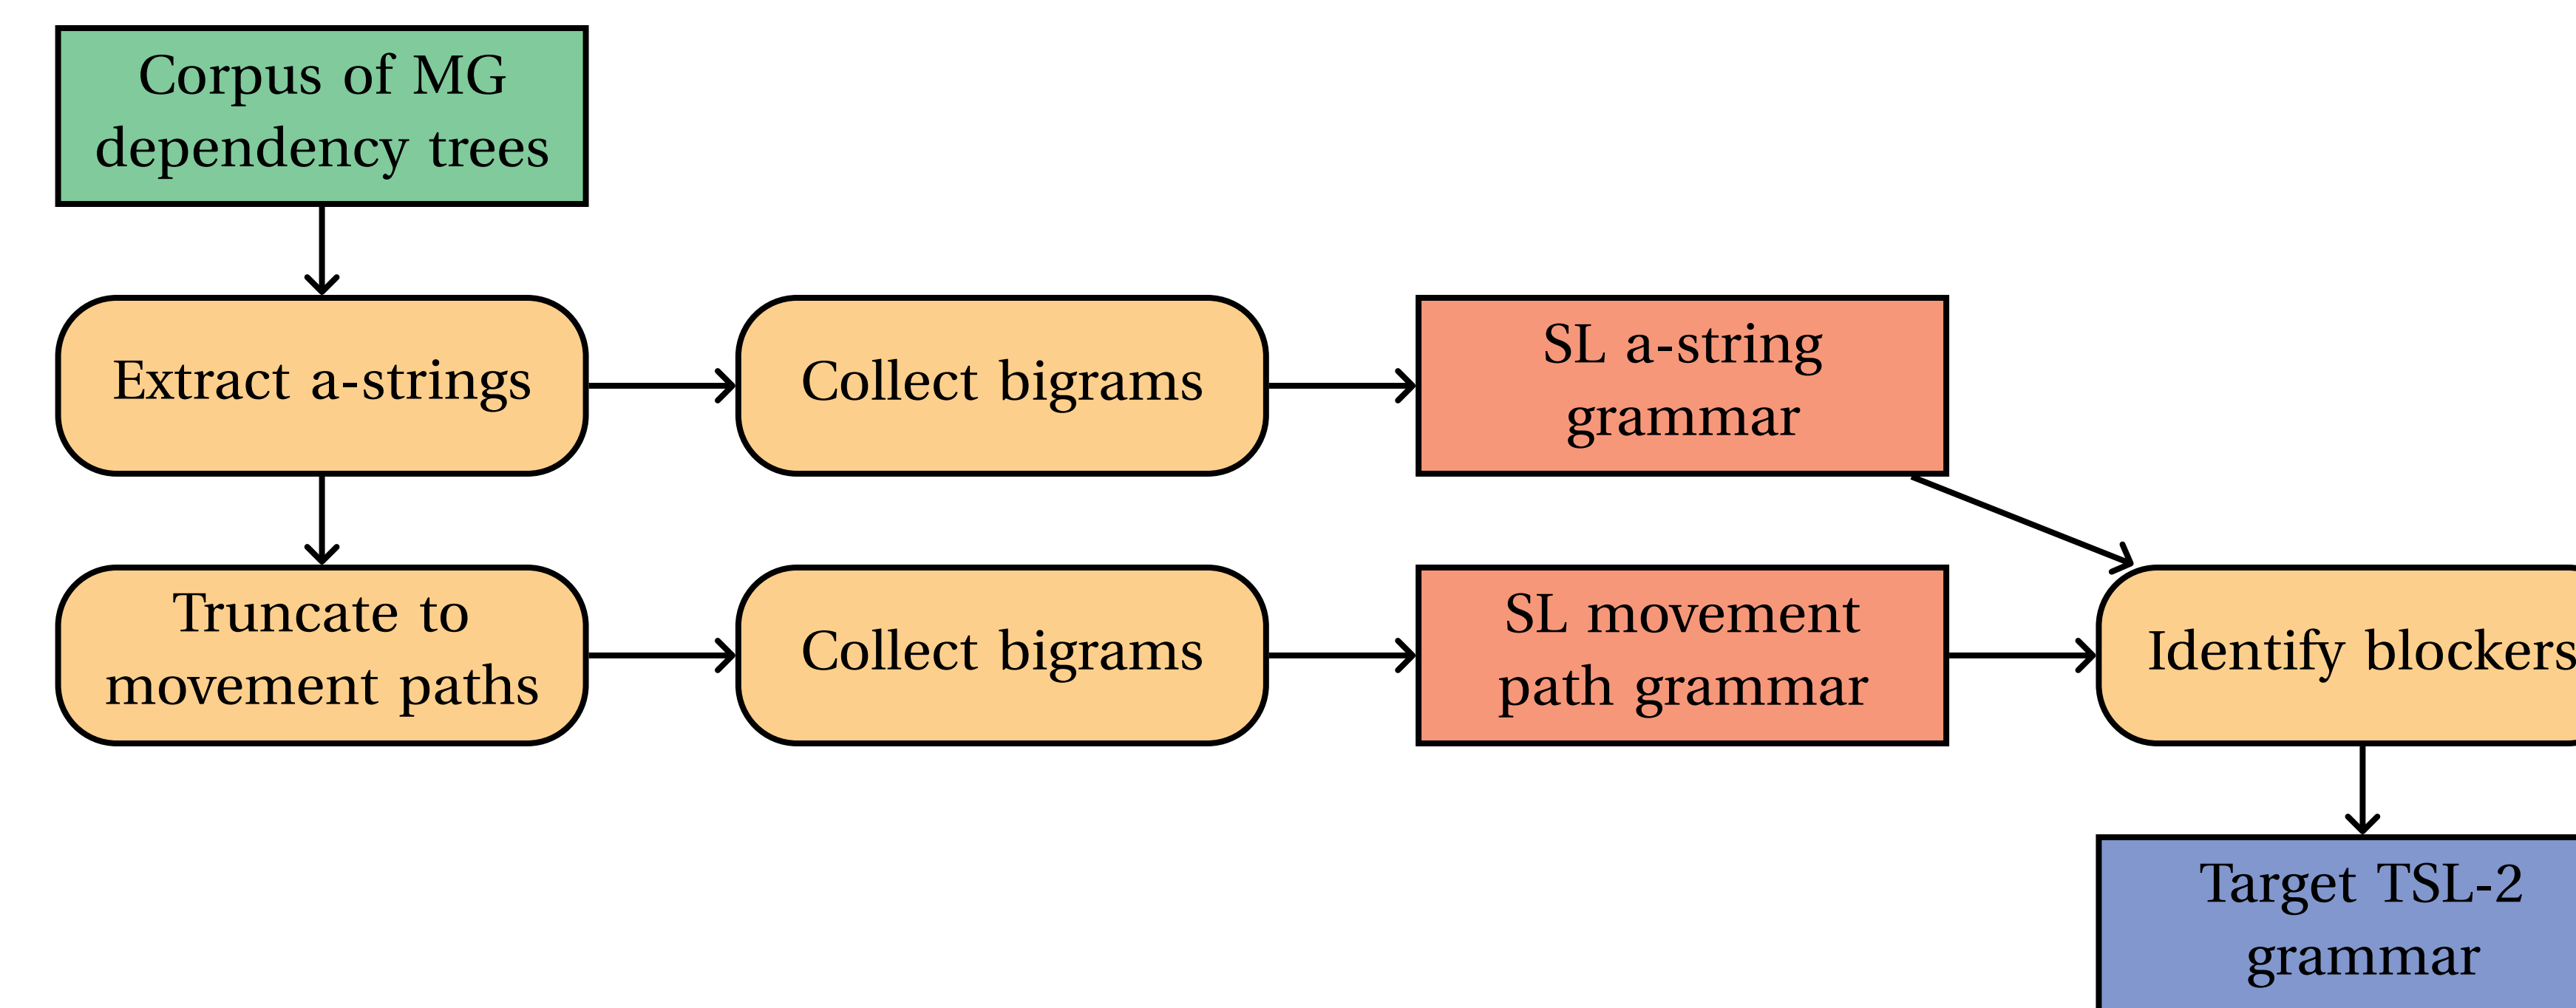 Corpus of MG
dependency trees
Extract a-strings
Collect bigrams
SL a-string
grammar
Truncate to
movement paths
Collect bigrams
SL movement
path grammar
Identify blockers
Target TSL-2
grammar